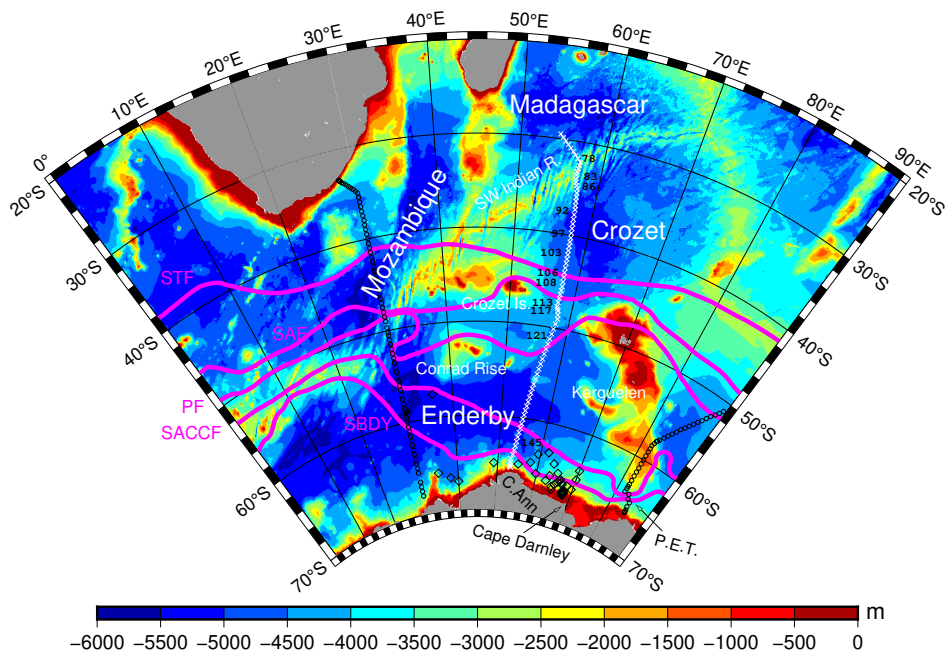 40°E
50°E
30°E
60°E
20°E
70°E
10°E
80°E
0°
90°E
20°S
20°S
Madagascar
78
SW Indian R.
83
86
Mozambique
92
30°S
30°S
97
Crozet
103
STF
106
108
Crozet Is.
113
117
40°S
40°S
SAF
121
Conrad Rise
PF
Kerguelen
SACCF
SBDY
Enderby
50°S
50°S
145
60°S
60°S
C.Ann
Cape Darnley
P.E.T.
70°S
70°S
m
−6000 −5500 −5000 −4500 −4000 −3500 −3000 −2500 −2000 −1500 −1000 −500 0